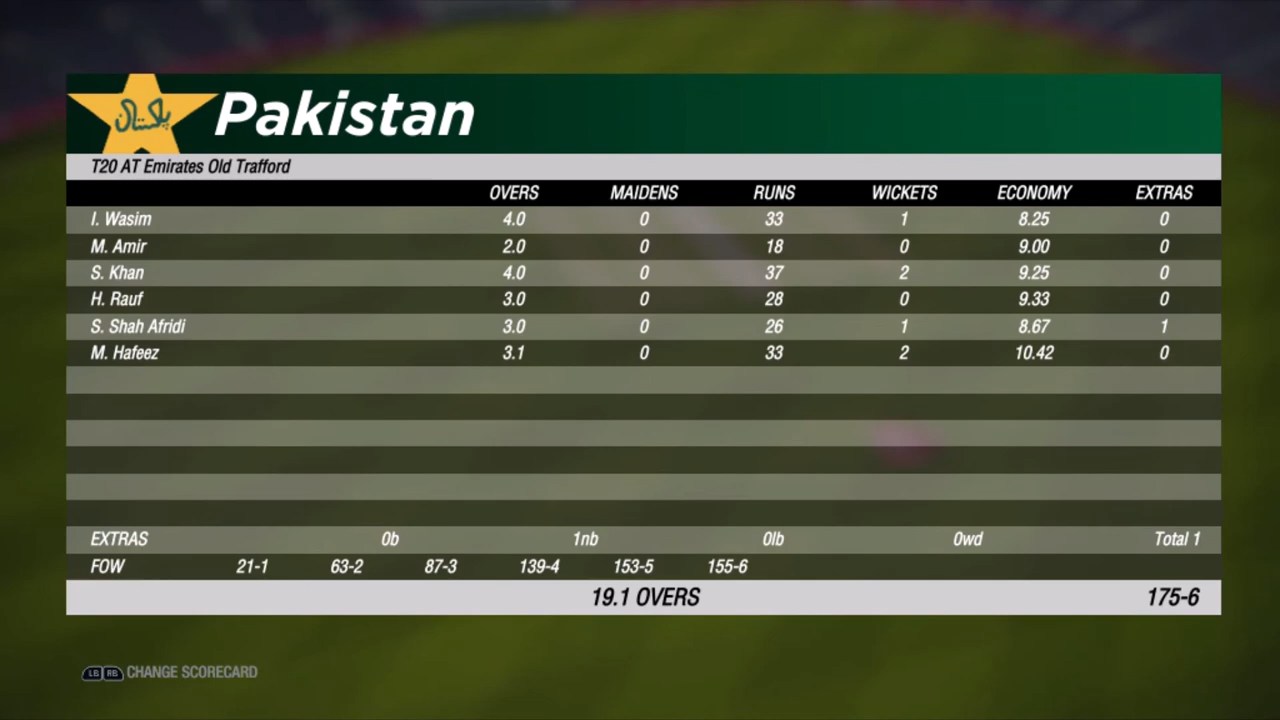 پاکستان
Pakistan
T20 AT Emirates Old Trafford
OVERS MAIDENS RUNS WICKETS ECONOMY EXTRAS
I. Wasim 4.0 0 33 1 8.25 0
M. Amir 2.0 0 18 0 9.00 0
S. Khan 4.0 0 37 2 9.25 0
H. Rauf 3.0 0 28 0 9.33 0
S. Shah Afridi 3.0 0 26 1 8.67 1
M. Hafeez 3.1 0 33 2 10.42 0
EXTRAS 0b 1nb 0lb 0wd Total 1
FOW 21-1 63-2 87-3 139-4 153-5 155-6
19.1 OVERS 175-6
LB RB CHANGE SCORECARD